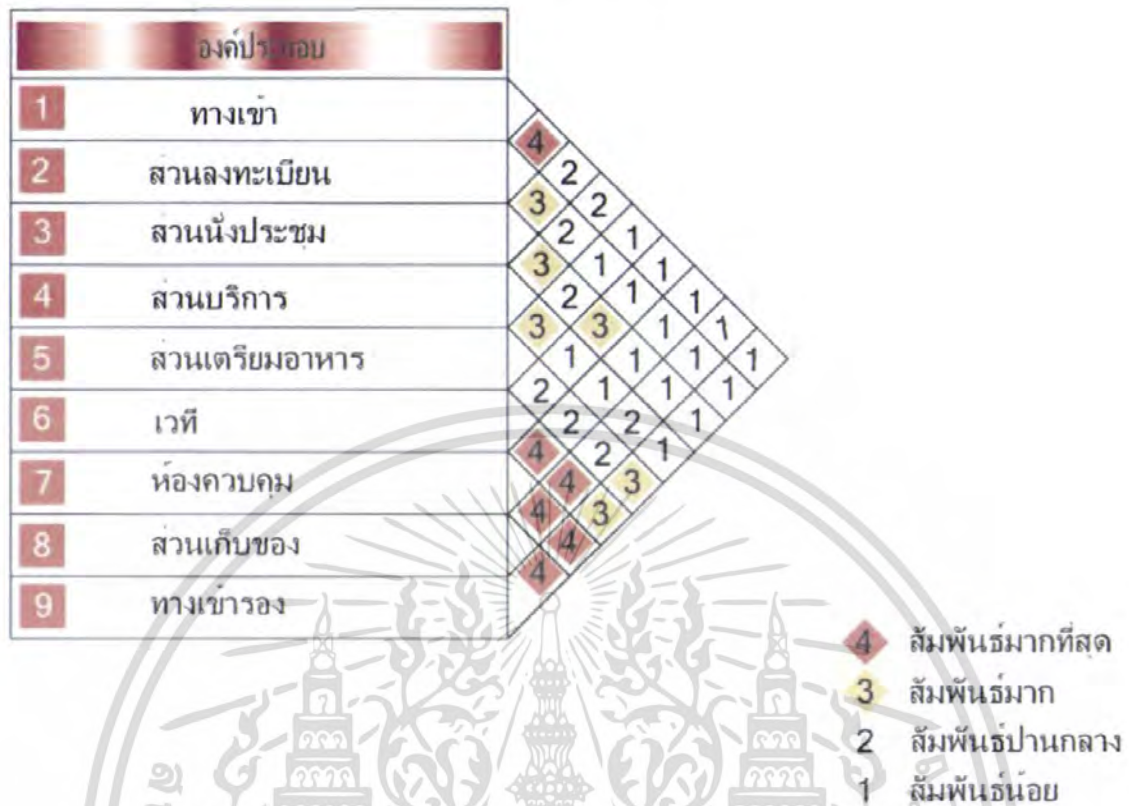 องค์ประกอบ
1 ทางเข้า
4
2 ส่วนลงทะเบียน 2
3 2
3 ส่วนนั่งประชุม 2 1
3 1 1
4 ส่วนบริการ 2 1 1
3 3 1 1
5 ส่วนเตรียมอาหาร 1 1 1 1
2 1 1 1
6 เวที 2 2 1
4 2 1
7 ห้องควบคุม 4 3
4 3
8 ส่วนเก็บของ 4
4
9 ทางเข้ารอง
4 สัมพันธ์มากที่สุด
3 สัมพันธ์มาก
2 สัมพันธ์ปานกลาง
1 สัมพันธ์น้อย